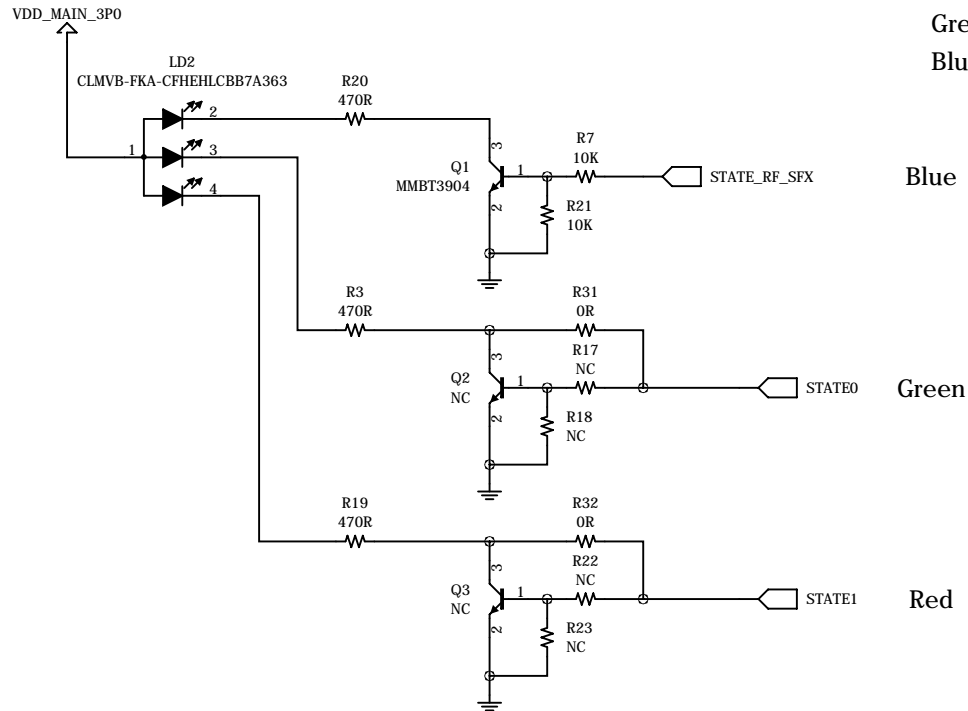 VDD_MAIN_3P0
Gre
Blu
LD2
CLMVB-FKA-CFHEHLCBB7A363
R20
470R
2
1
3
4
3
Q1
MMBT3904
1
2
R7
10K
STATE_RF_SFX
Blue
R21
10K
R3
470R
R31
0R
R17
NC
3
Q2
NC
1
2
STATE0
Green
R18
NC
R19
470R
R32
0R
R22
NC
3
Q3
NC
1
2
STATE1
Red
R23
NC